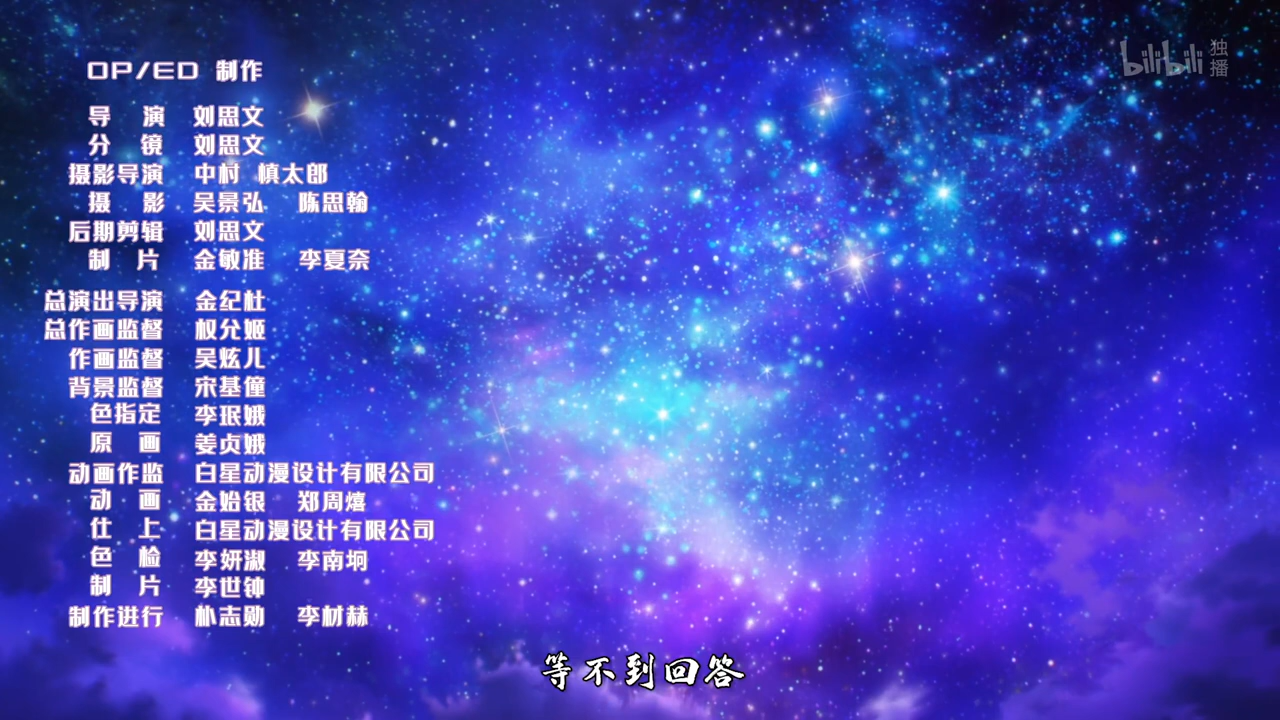 OP/ED 制作
bilibili 独播
导 演 刘思文
分 镜 刘思文
摄影导演 中村 慎太郎
摄 影 吴景弘 陈思翰
后期剪辑 刘思文
制 片 金敏准 李夏奈
总演出导演 金纪杜
总作画监督 权允姬
作画监督 吴炫儿
背景监督 宋基僮
色指定 李珉娥
原 画 姜贞娥
动画作监 白星动漫设计有限公司
动 画 金始银 郑周熺
仕 上 白星动漫设计有限公司
色 检 李妍淑 李南坰
制 片 李世钟
制作进行 朴志勋 李材赫
等不到回答